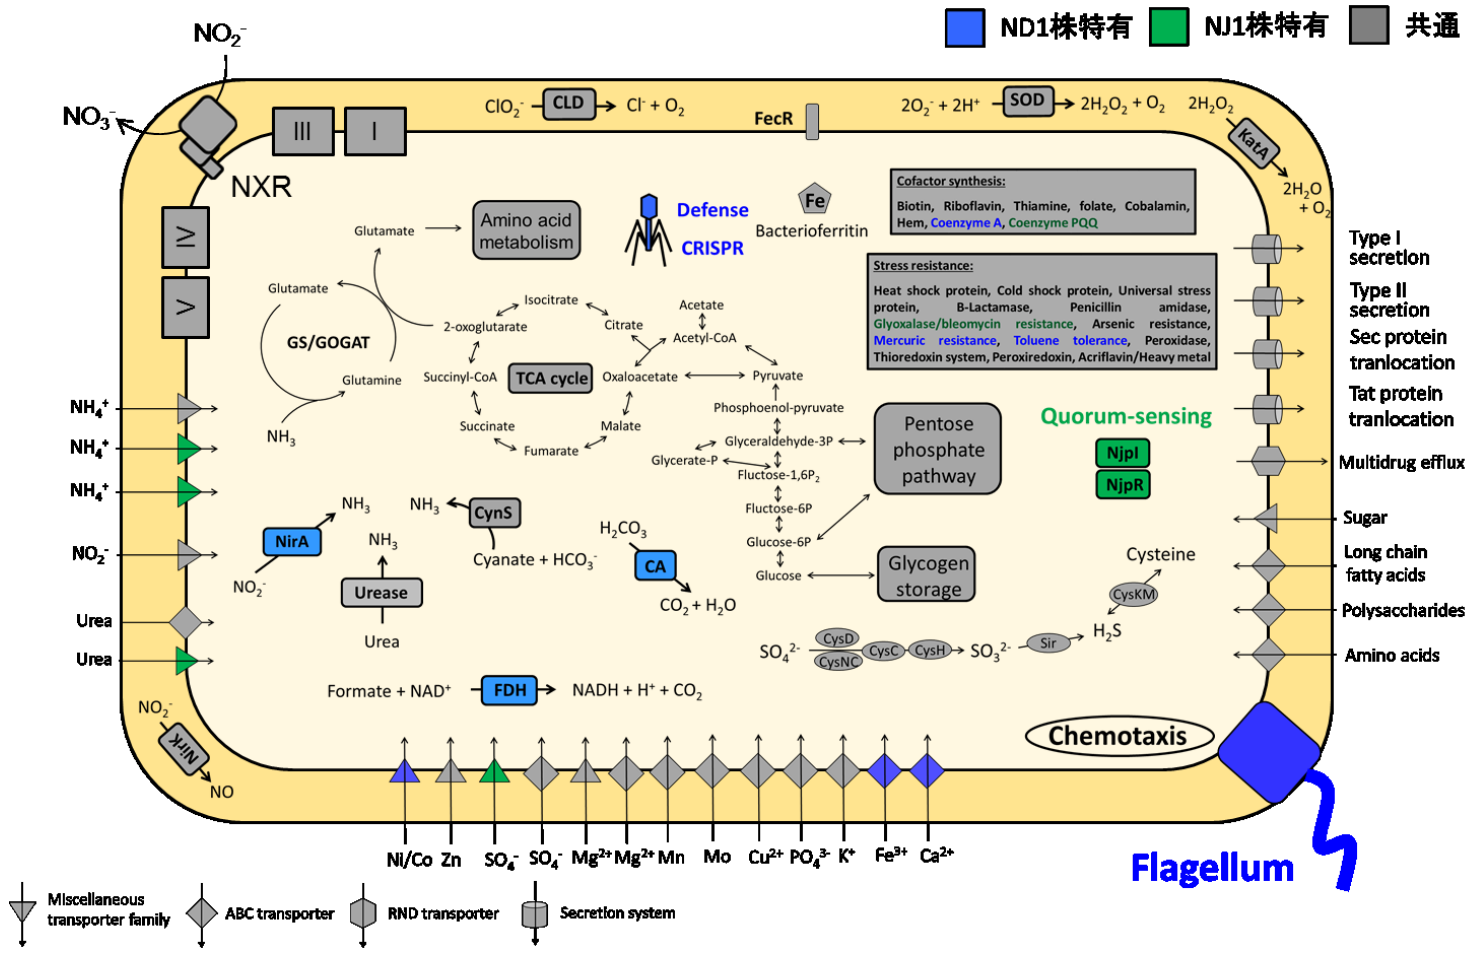 ND1株特有
NJ1株特有
共通
NO₂⁻
NO₃⁻
NXR
III
I
IV
V
ClO₂⁻
CLD
Cl⁻ + O₂
FecR
2O₂⁻ + 2H⁺
SOD
2H₂O₂ + O₂
2H₂O₂
KatA
2H₂O
+ O₂
Glutamate
Amino acid
metabolism
Defense
CRISPR
Fe
Bacterioferritin
Cofactor synthesis:
Biotin, Riboflavin, Thiamine, folate, Cobalamin,
Hem, Coenzyme A, Coenzyme PQQ
Stress resistance:
Heat shock protein, Cold shock protein, Universal stress
protein, B-Lactamase, Penicillin amidase,
Glyoxalase/bleomycin resistance, Arsenic resistance,
Mercuric resistance, Toluene tolerance, Peroxidase,
Thioredoxin system, Peroxiredoxin, Acriflavin/Heavy metal
Glutamate
GS/GOGAT
Glutamine
NH₃
2-oxoglutarate
Isocitrate
Citrate
Succinyl-CoA
TCA cycle
Oxaloacetate
Succinate
Fumarate
Malate
Acetate
Acetyl-CoA
Pyruvate
Phosphoenol-pyruvate
Glyceraldehyde-3P
Glycerate-P
Fluctose-1,6P₂
Fluctose-6P
Glucose-6P
Glucose
Pentose
phosphate
pathway
Glycogen
storage
Quorum-sensing
NjpI
NjpR
NH₄⁺
NH₄⁺
NH₄⁺
NO₂⁻
Urea
Urea
NH₃
NirA
NO₂⁻
NH₃
Urease
Urea
NH₃
CynS
Cyanate + HCO₃⁻
H₂CO₃
CA
CO₂ + H₂O
SO₄²⁻
CysD
CysNC
CysC
CysH
SO₃²⁻
Sir
H₂S
CysKM
Cysteine
Formate + NAD⁺
FDH
NADH + H⁺ + CO₂
NO₂⁻
NirK
NO
Chemotaxis
Flagellum
Type I
secretion
Type II
secretion
Sec protein
tranlocation
Tat protein
tranlocation
Multidrug efflux
Sugar
Long chain
fatty acids
Polysaccharides
Amino acids
Ni/Co
Zn
SO₄⁻
SO₄⁻
Mg²⁺
Mg²⁺
Mn
Mo
Cu²⁺
PO₄³⁻
K⁺
Fe³⁺
Ca²⁺
Miscellaneous
transporter family
ABC transporter
RND transporter
Secretion system